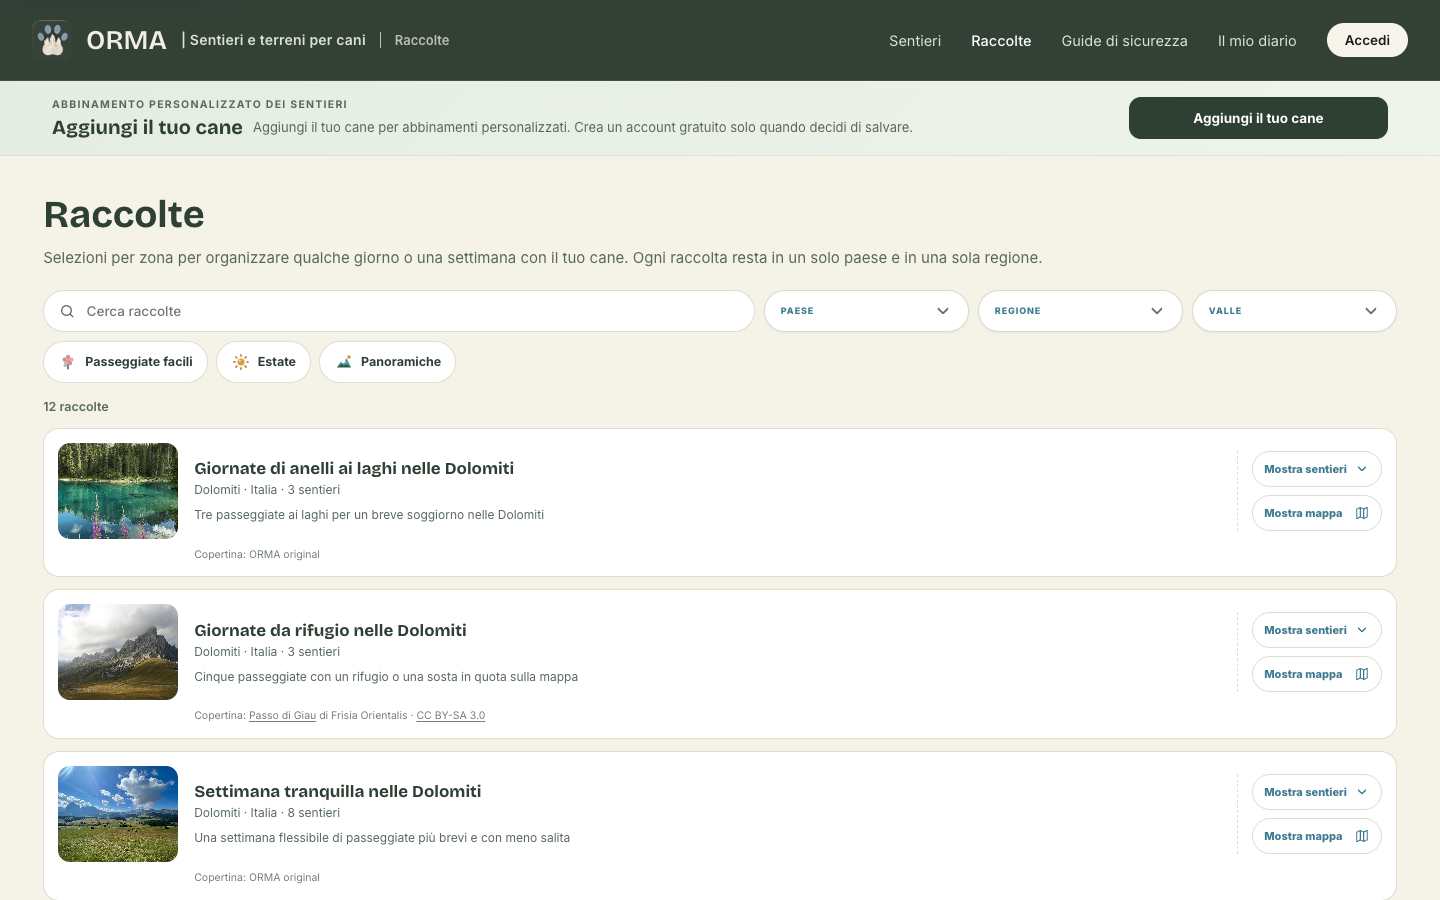 ORMA | Sentieri e terreni per cani | Raccolte
Sentieri Raccolte Guide di sicurezza Il mio diario Accedi
ABBINAMENTO PERSONALIZZATO DEI SENTIERI
Aggiungi il tuo cane Aggiungi il tuo cane per abbinamenti personalizzati. Crea un account gratuito solo quando decidi di salvare.
Aggiungi il tuo cane
Raccolte
Selezioni per zona per organizzare qualche giorno o una settimana con il tuo cane. Ogni raccolta resta in un solo paese e in una sola regione.
Cerca raccolte PAESE REGIONE VALLE
Passeggiate facili Estate Panoramiche
12 raccolte
Giornate di anelli ai laghi nelle Dolomiti
Dolomiti · Italia · 3 sentieri
Tre passeggiate ai laghi per un breve soggiorno nelle Dolomiti
Copertina: ORMA original
Mostra sentieri
Mostra mappa
Giornate da rifugio nelle Dolomiti
Dolomiti · Italia · 3 sentieri
Cinque passeggiate con un rifugio o una sosta in quota sulla mappa
Copertina: Passo di Giau di Frisia Orientalis · CC BY-SA 3.0
Mostra sentieri
Mostra mappa
Settimana tranquilla nelle Dolomiti
Dolomiti · Italia · 8 sentieri
Una settimana flessibile di passeggiate più brevi e con meno salita
Copertina: ORMA original
Mostra sentieri
Mostra mappa